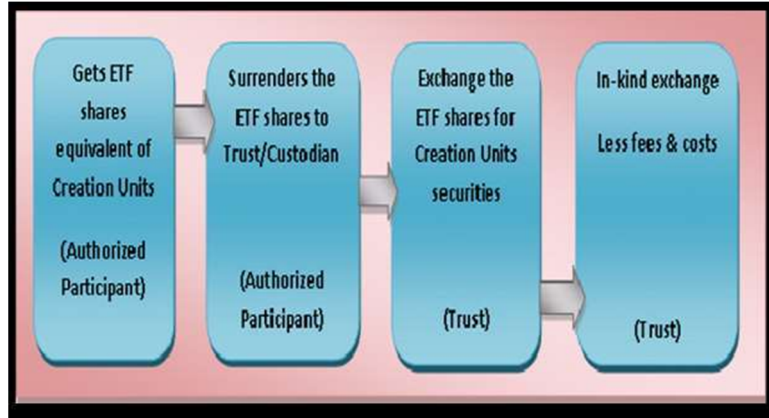 Gets ETF
shares
equivalent of
Creation Units
(Authorized
Participant)
Surrenders the
ETF shares to
Trust/Custodian
(Authorized
Participant)
Exchange the
ETF shares for
Creation Units
securities
(Trust)
In-kind exchange
Less fees & costs
(Trust)